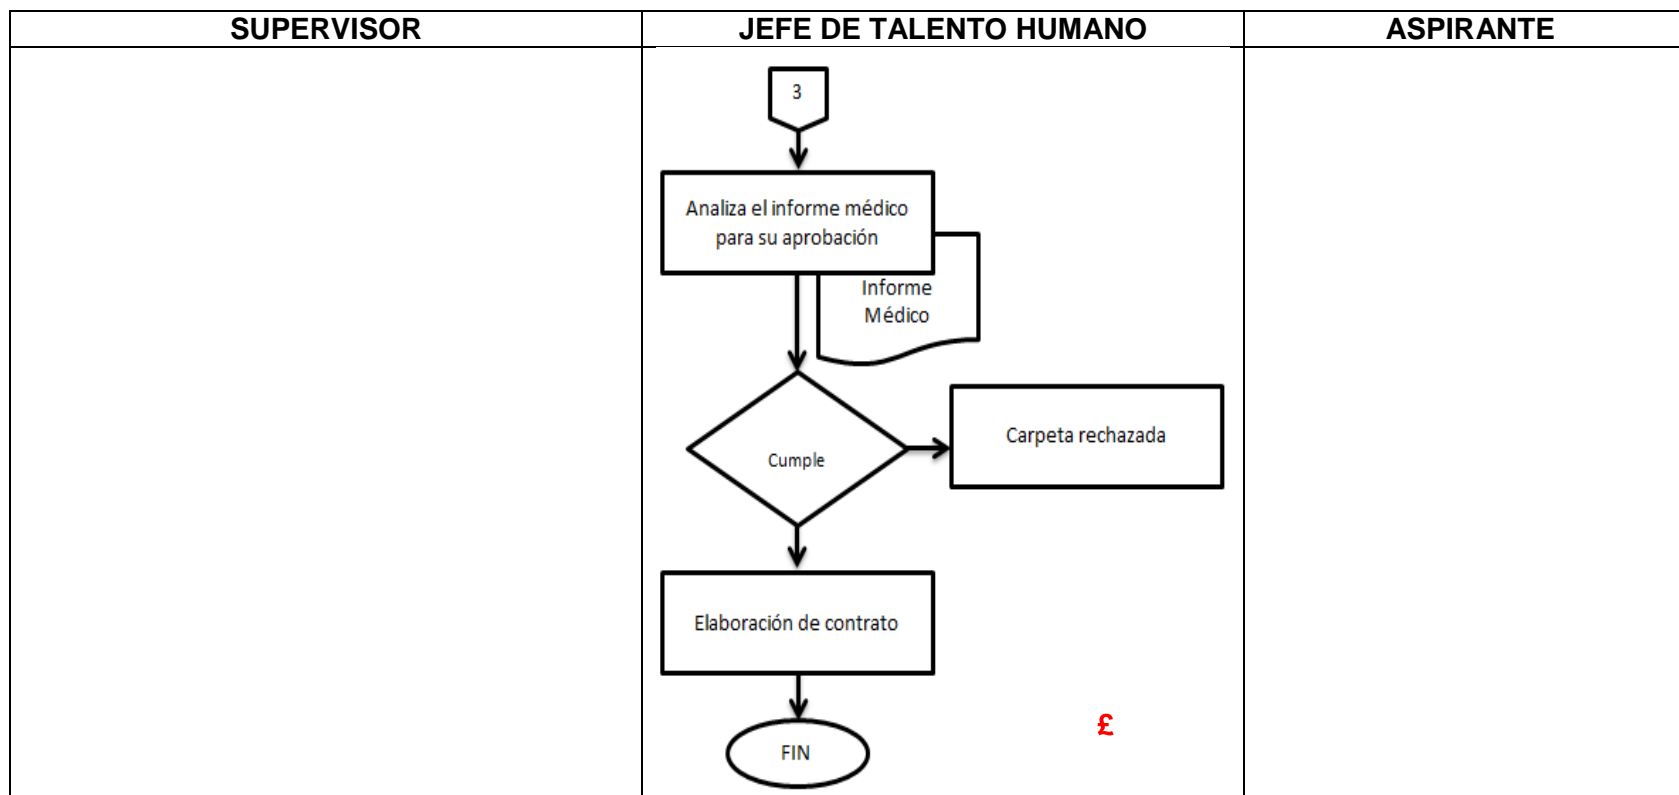 SUPERVISOR
JEFE DE TALENTO HUMANO
ASPIRANTE
3
Analiza el informe médico
para su aprobación
Informe
Médico
Cumple
Carpeta rechazada
Elaboración de contrato
£
FIN